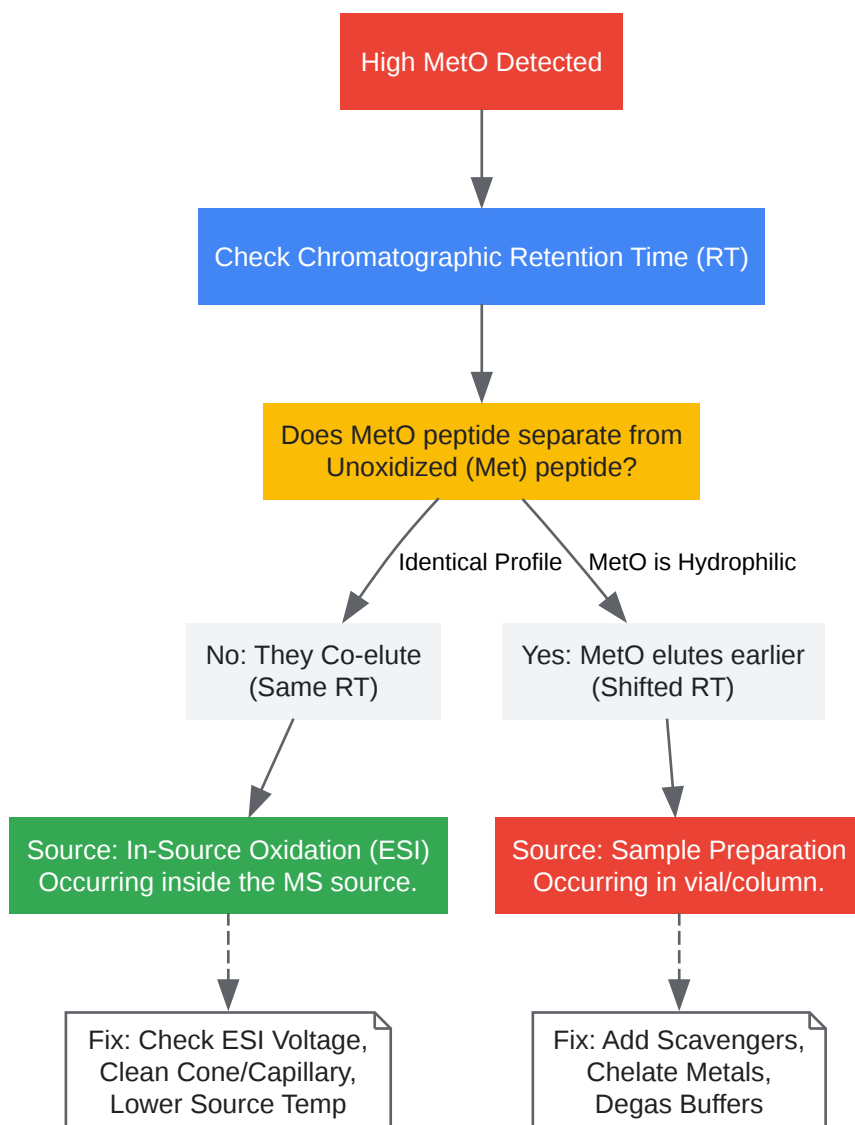 High MetO Detected
Check Chromatographic Retention Time (RT)
Does MetO peptide separate from
Unoxidized (Met) peptide?
Identical Profile
MetO is Hydrophilic
No: They Co-elute
(Same RT)
Yes: MetO elutes earlier
(Shifted RT)
Source: In-Source Oxidation (ESI)
Occurring inside the MS source.
Source: Sample Preparation
Occurring in vial/column.
Fix: Check ESI Voltage,
Clean Cone/Capillary,
Lower Source Temp
Fix: Add Scavengers,
Chelate Metals,
Degas Buffers